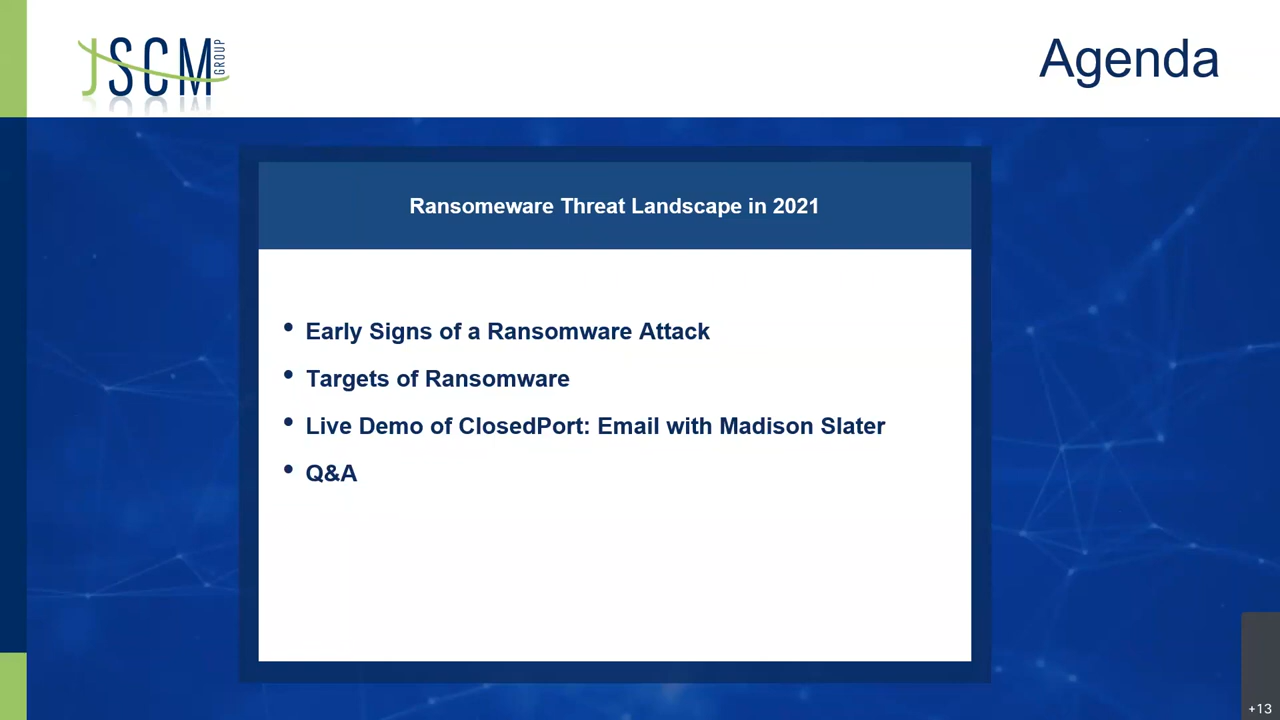 JSCM GROUP
Agenda
Ransomeware Threat Landscape in 2021
• Early Signs of a Ransomware Attack
• Targets of Ransomware
• Live Demo of ClosedPort: Email with Madison Slater
• Q&A
+13